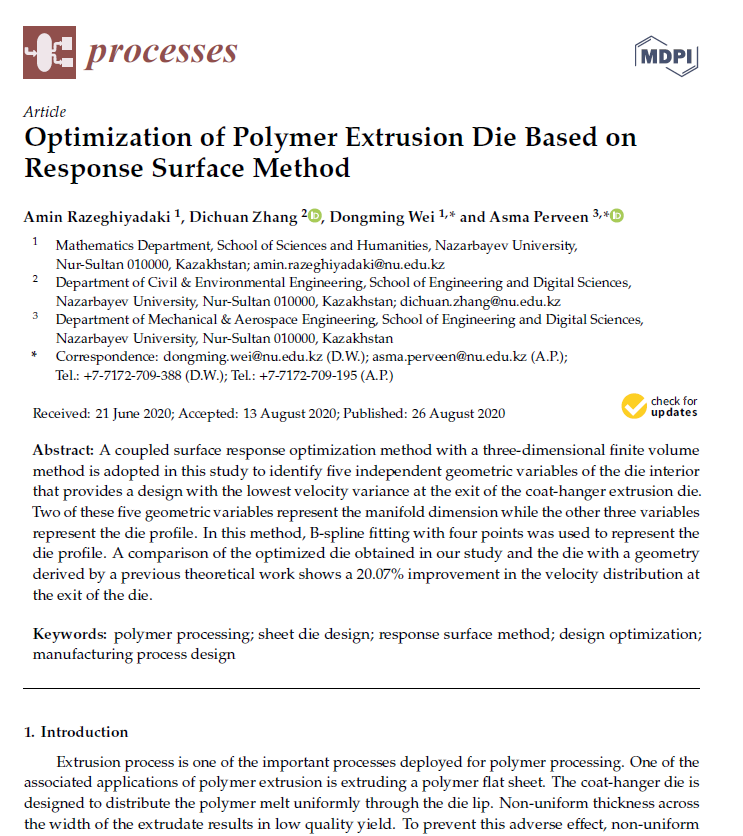 processes
MDPI
Article
Optimization of Polymer Extrusion Die Based on
Response Surface Method
Amin Razeghiyadaki 1, Dichuan Zhang 2 iD, Dongming Wei 1,* and Asma Perveen 3,* iD
1 Mathematics Department, School of Sciences and Humanities, Nazarbayev University,
Nur-Sultan 010000, Kazakhstan; amin.razeghiyadaki@nu.edu.kz
2 Department of Civil & Environmental Engineering, School of Engineering and Digital Sciences,
Nazarbayev University, Nur-Sultan 010000, Kazakhstan; dichuan.zhang@nu.edu.kz
3 Department of Mechanical & Aerospace Engineering, School of Engineering and Digital Sciences,
Nazarbayev University, Nur-Sultan 010000, Kazakhstan
* Correspondence: dongming.wei@nu.edu.kz (D.W.); asma.perveen@nu.edu.kz (A.P.);
Tel.: +7-7172-709-388 (D.W.); Tel.: +7-7172-709-195 (A.P.)
Received: 21 June 2020; Accepted: 13 August 2020; Published: 26 August 2020
check for
updates
Abstract: A coupled surface response optimization method with a three-dimensional finite volume
method is adopted in this study to identify five independent geometric variables of the die interior
that provides a design with the lowest velocity variance at the exit of the coat-hanger extrusion die.
Two of these five geometric variables represent the manifold dimension while the other three variables
represent the die profile. In this method, B-spline fitting with four points was used to represent the
die profile. A comparison of the optimized die obtained in our study and the die with a geometry
derived by a previous theoretical work shows a 20.07% improvement in the velocity distribution at
the exit of the die.
Keywords: polymer processing; sheet die design; response surface method; design optimization;
manufacturing process design
1. Introduction
Extrusion process is one of the important processes deployed for polymer processing. One of the
associated applications of polymer extrusion is extruding a polymer flat sheet. The coat-hanger die is
designed to distribute the polymer melt uniformly through the die lip. Non-uniform thickness across
the width of the extrudate results in low quality yield. To prevent this adverse effect, non-uniform